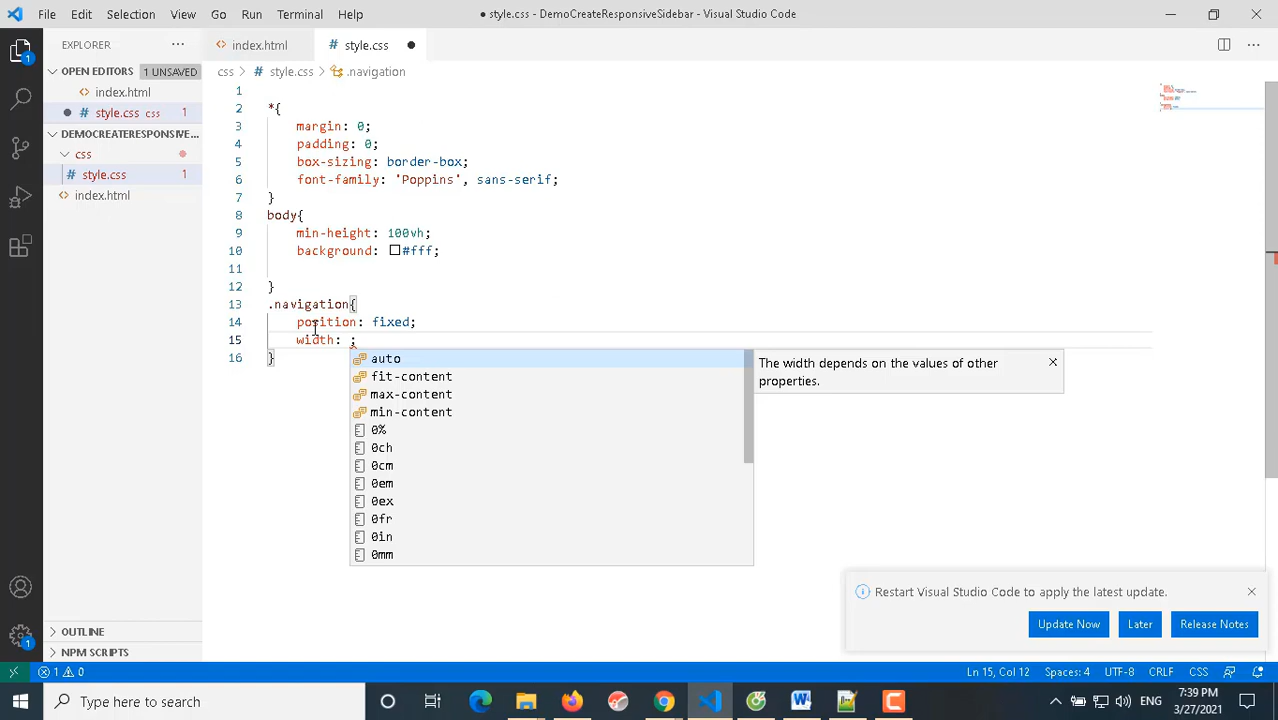 File Edit Selection View Go Run Terminal Help
● style.css - DemoCreateResponsiveSidebar - Visual Studio Code
EXPLORER ···
<> index.html
# style.css ●
OPEN EDITORS 1 UNSAVED
<> index.html
● # style.css css 1
DEMOCREATERESPONSIVE...
css
# style.css 1
<> index.html
css > # style.css > .navigation
1
2 *{
3 margin: 0;
4 padding: 0;
5 box-sizing: border-box;
6 font-family: 'Poppins', sans-serif;
7 }
8 body{
9 min-height: 100vh;
10 background: #fff;
11
12 }
13 .navigation{
14 position: fixed;
15 width: ;
16 }
auto
fit-content
max-content
min-content
0%
0ch
0cm
0em
0ex
0fr
0in
0mm
The width depends on the values of other
properties.
Restart Visual Studio Code to apply the latest update.
Update Now Later Release Notes
1
1
OUTLINE
NPM SCRIPTS
1 0
Ln 15, Col 12 Spaces: 4 UTF-8 CRLF CSS
Type here to search
ENG
7:39 PM
3/27/2021